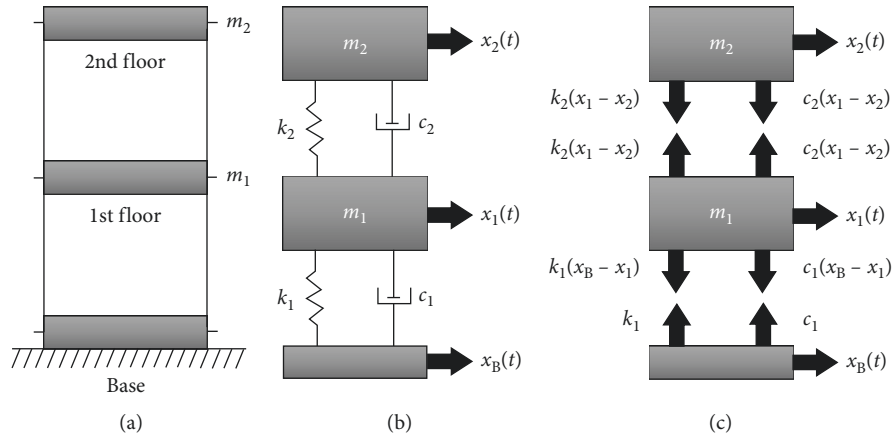 m2
2nd floor
m1
1st floor
Base
(a)
m2
x2(t)
k2
c2
m1
x1(t)
k1
c1
xB(t)
(b)
m2
x2(t)
k2(x1 – x2)
c2(x1 – x2)
k2(x1 – x2)
c2(x1 – x2)
m1
x1(t)
k1(xB – x1)
c1(xB – x1)
k1
c1
xB(t)
(c)